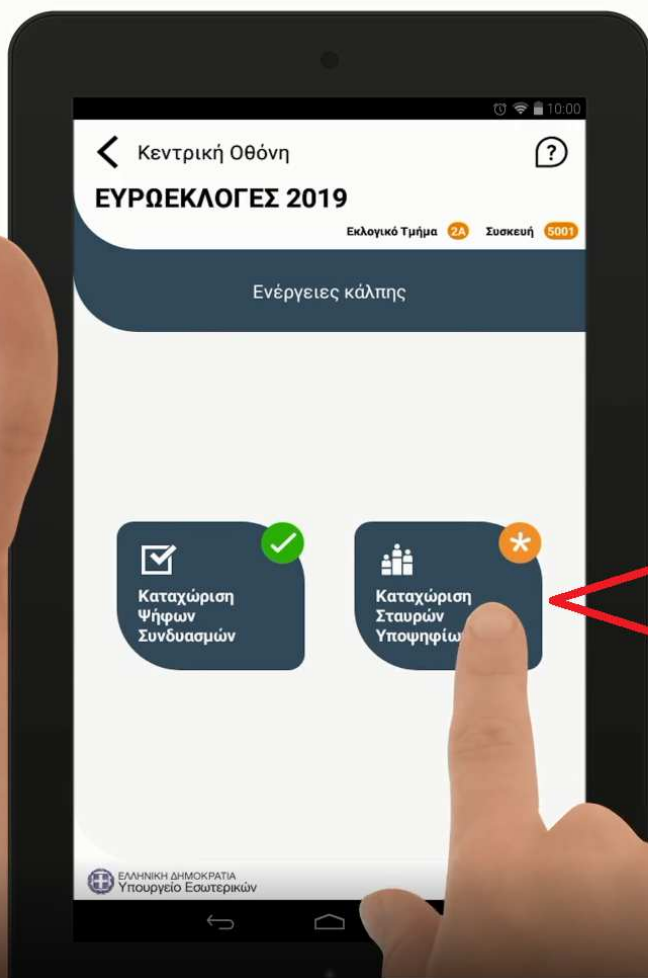 10:00
Κεντρική Οθόνη
?
ΕΥΡΩΕΚΛΟΓΕΣ 2019
Εκλογικό Τμήμα 2Α Συσκευή 5001
Ενέργειες κάλπης
Καταχώριση
Ψήφων
Συνδυασμών
Καταχώριση
Σταυρών
ΕΛΛΗΝΙΚΗ ΔΗΜΟΚΡΑΤΙΑ
Υπουργείο Εσωτερικών